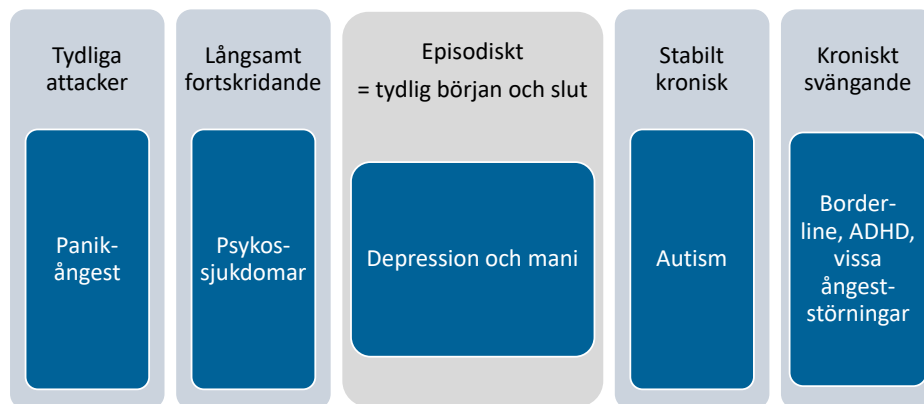 Tydliga
attacker
Panik-
ångest
Långsamt
fortskridande
Psykos-
sjukdomar
Episodiskt
= tydlig början och slut
Depression och mani
Stabilt
kronisk
Autism
Kroniskt
svängande
Border-
line, ADHD,
vissa
ångest-
störningar